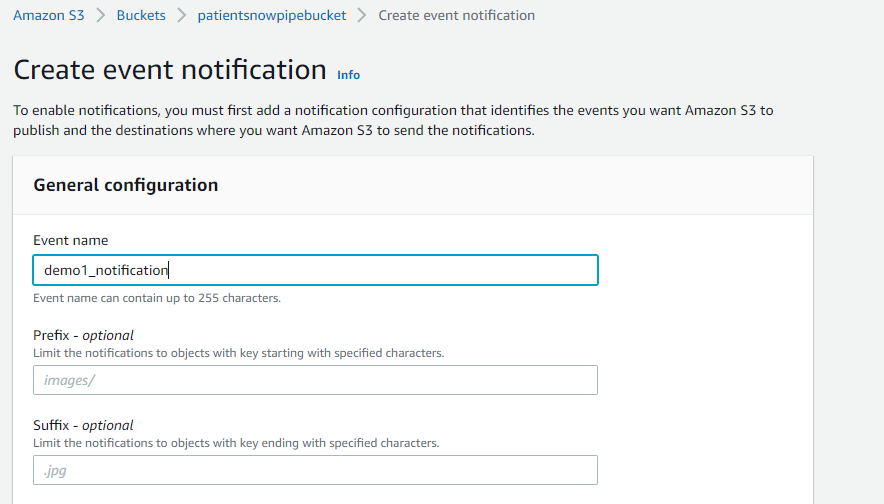 Amazon S3 > Buckets > patientsnowpipebucket > Create event notification
Create event notification Info
To enable notifications, you must first add a notification configuration that identifies the events you want Amazon S3 to
publish and the destinations where you want Amazon S3 to send the notifications.
General configuration
Event name
demo1_notification
Event name can contain up to 255 characters.
Prefix - optional
Limit the notifications to objects with key starting with specified characters.
images/
Suffix - optional
Limit the notifications to objects with key ending with specified characters.
.jpg